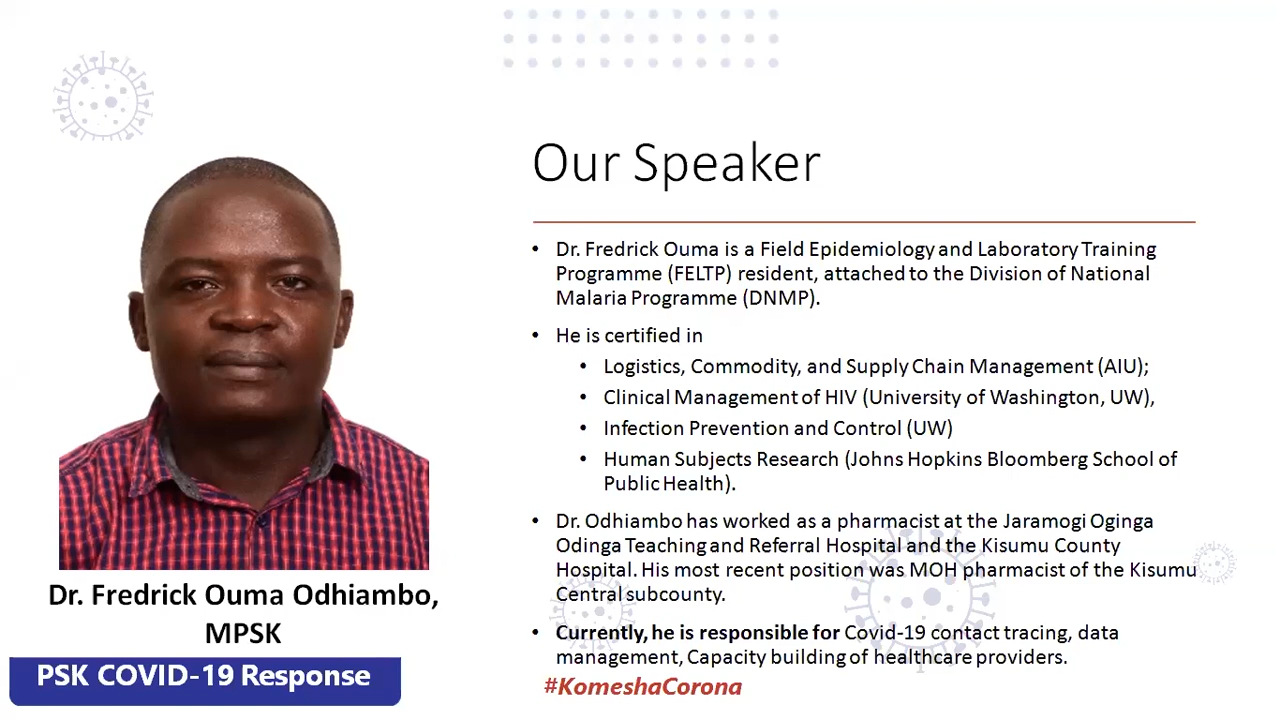 Our Speaker
• Dr. Fredrick Ouma is a Field Epidemiology and Laboratory Training
Programme (FELTP) resident, attached to the Division of National
Malaria Programme (DNMP).
• He is certified in
• Logistics, Commodity, and Supply Chain Management (AIU);
• Clinical Management of HIV (University of Washington, UW),
• Infection Prevention and Control (UW)
• Human Subjects Research (Johns Hopkins Bloomberg School of
Public Health).
• Dr. Odhiambo has worked as a pharmacist at the Jaramogi Oginga
Odinga Teaching and Referral Hospital and the Kisumu County
Hospital. His most recent position was MOH pharmacist of the Kisumu
Central subcounty.
• Currently, he is responsible for Covid-19 contact tracing, data
management, Capacity building of healthcare providers.
#KomeshaCorona
Dr. Fredrick Ouma Odhiambo,
MPSK
PSK COVID-19 Response